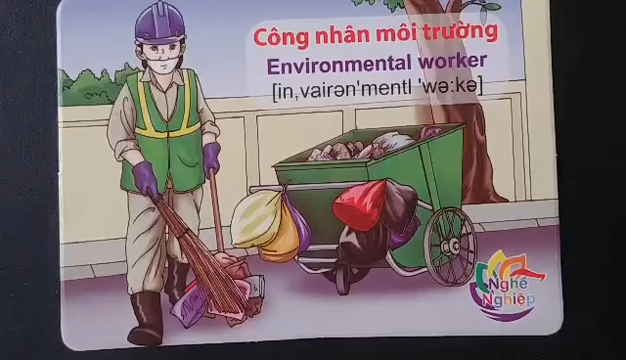 Công nhân môi trường
Environmental worker
[in,vairən'mentl 'wə:kə]
Nghề
Nghiệp